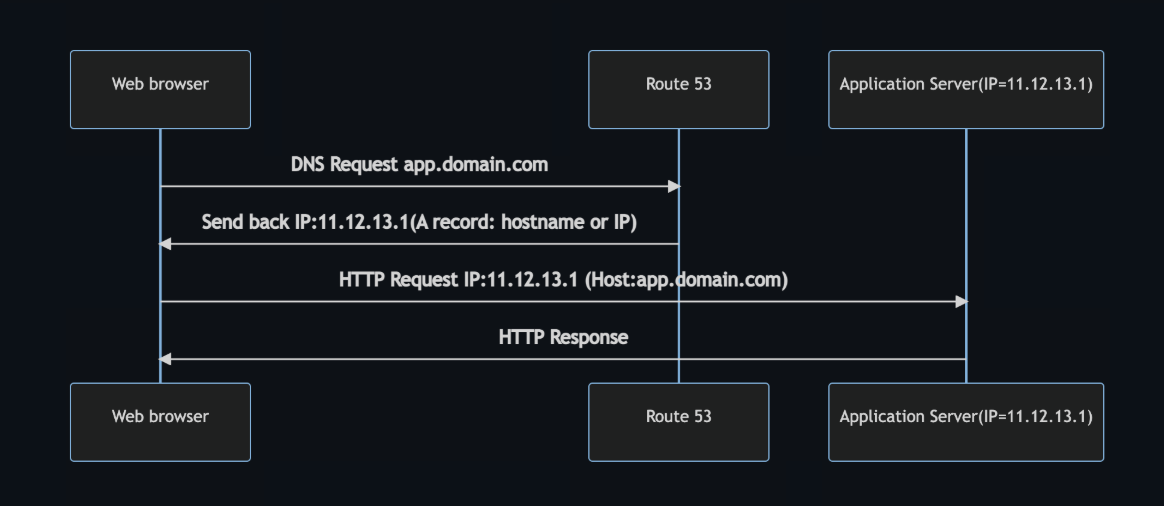 Web browser
Route 53
Application Server(IP=11.12.13.1)
DNS Request app.domain.com
Send back IP:11.12.13.1(A record: hostname or IP)
HTTP Request IP:11.12.13.1 (Host:app.domain.com)
HTTP Response
Web browser
Route 53
Application Server(IP=11.12.13.1)